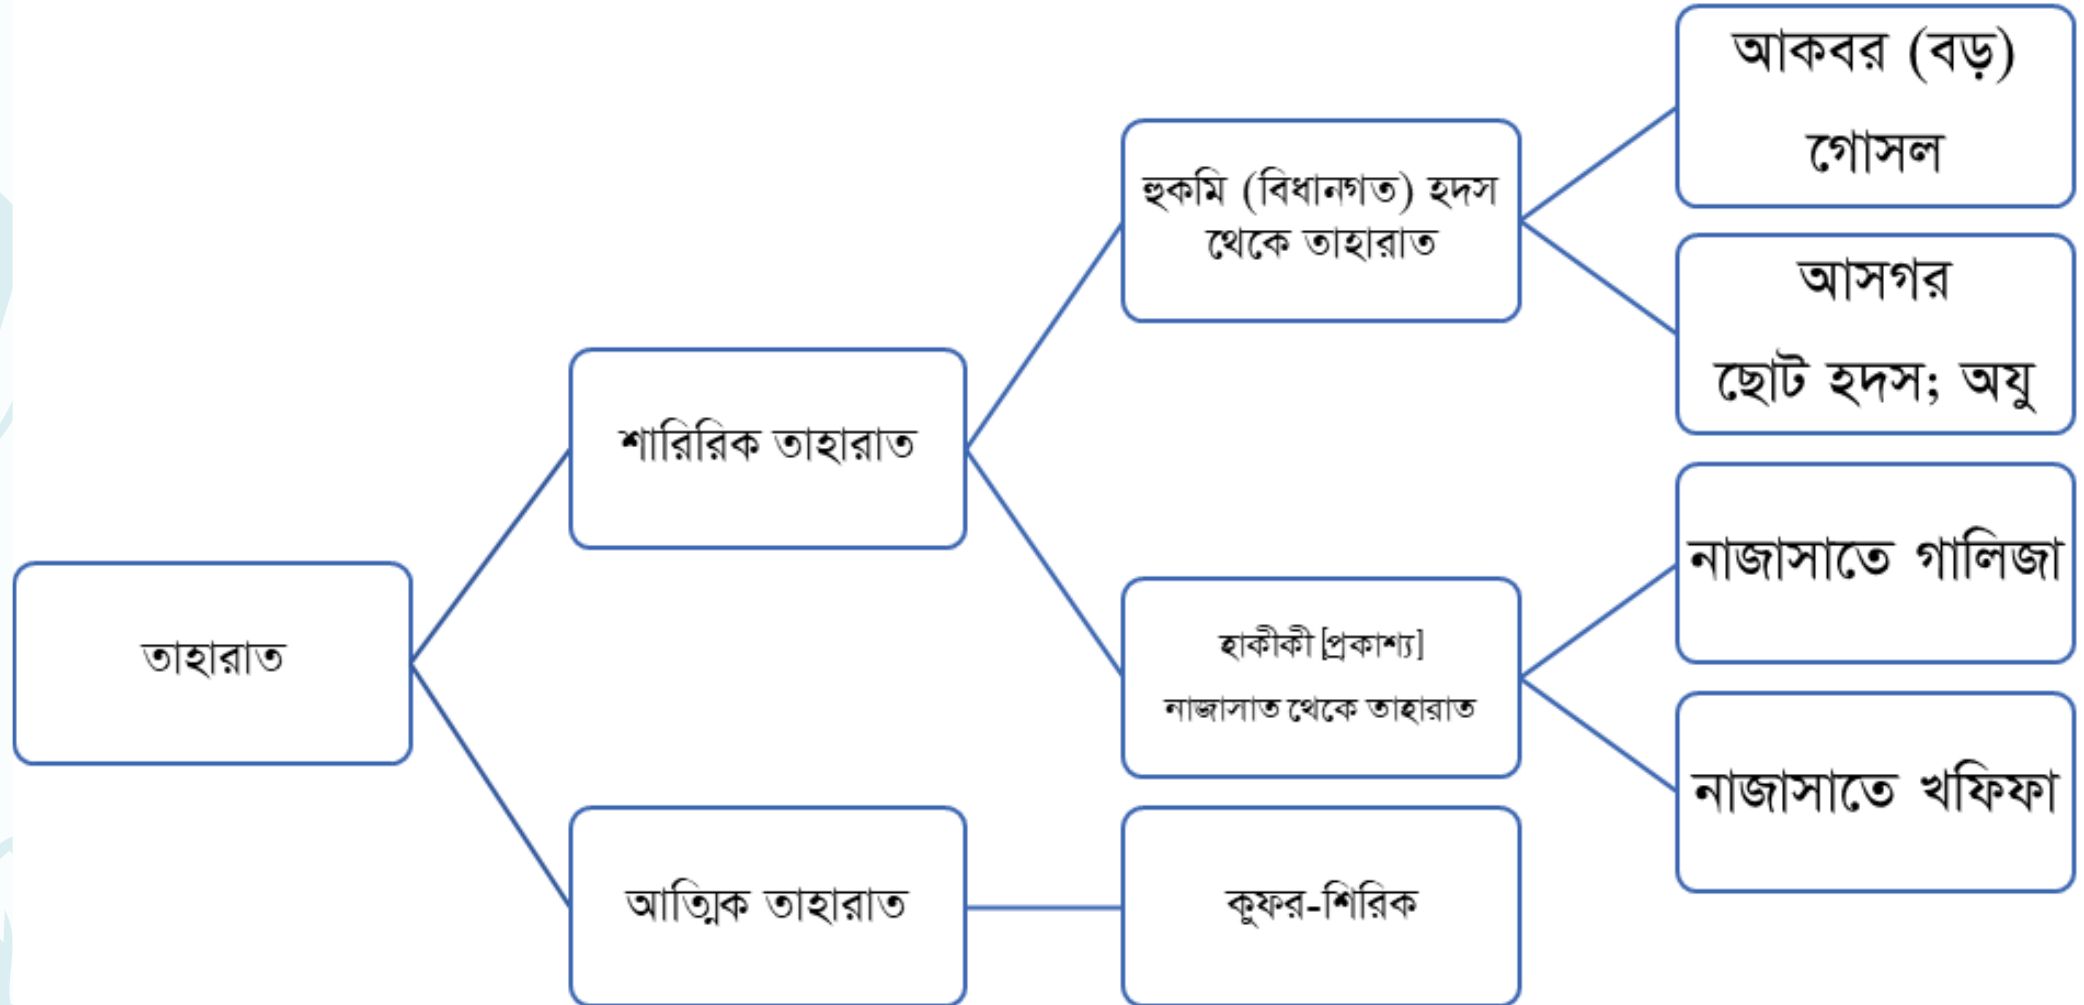 তাহারাত
শারিরিক তাহারাত
আত্মিক তাহারাত
হুকমি (বিধানগত) হদস
থেকে তাহারাত
হাকীকী [প্রকাশ্য]
নাজাসাত থেকে তাহারাত
কুফর-শিরিক
আকবর (বড়)
গোসল
আসগর
ছোট হদস; অযু
নাজাসাতে গালিজা
নাজাসাতে খফিফা